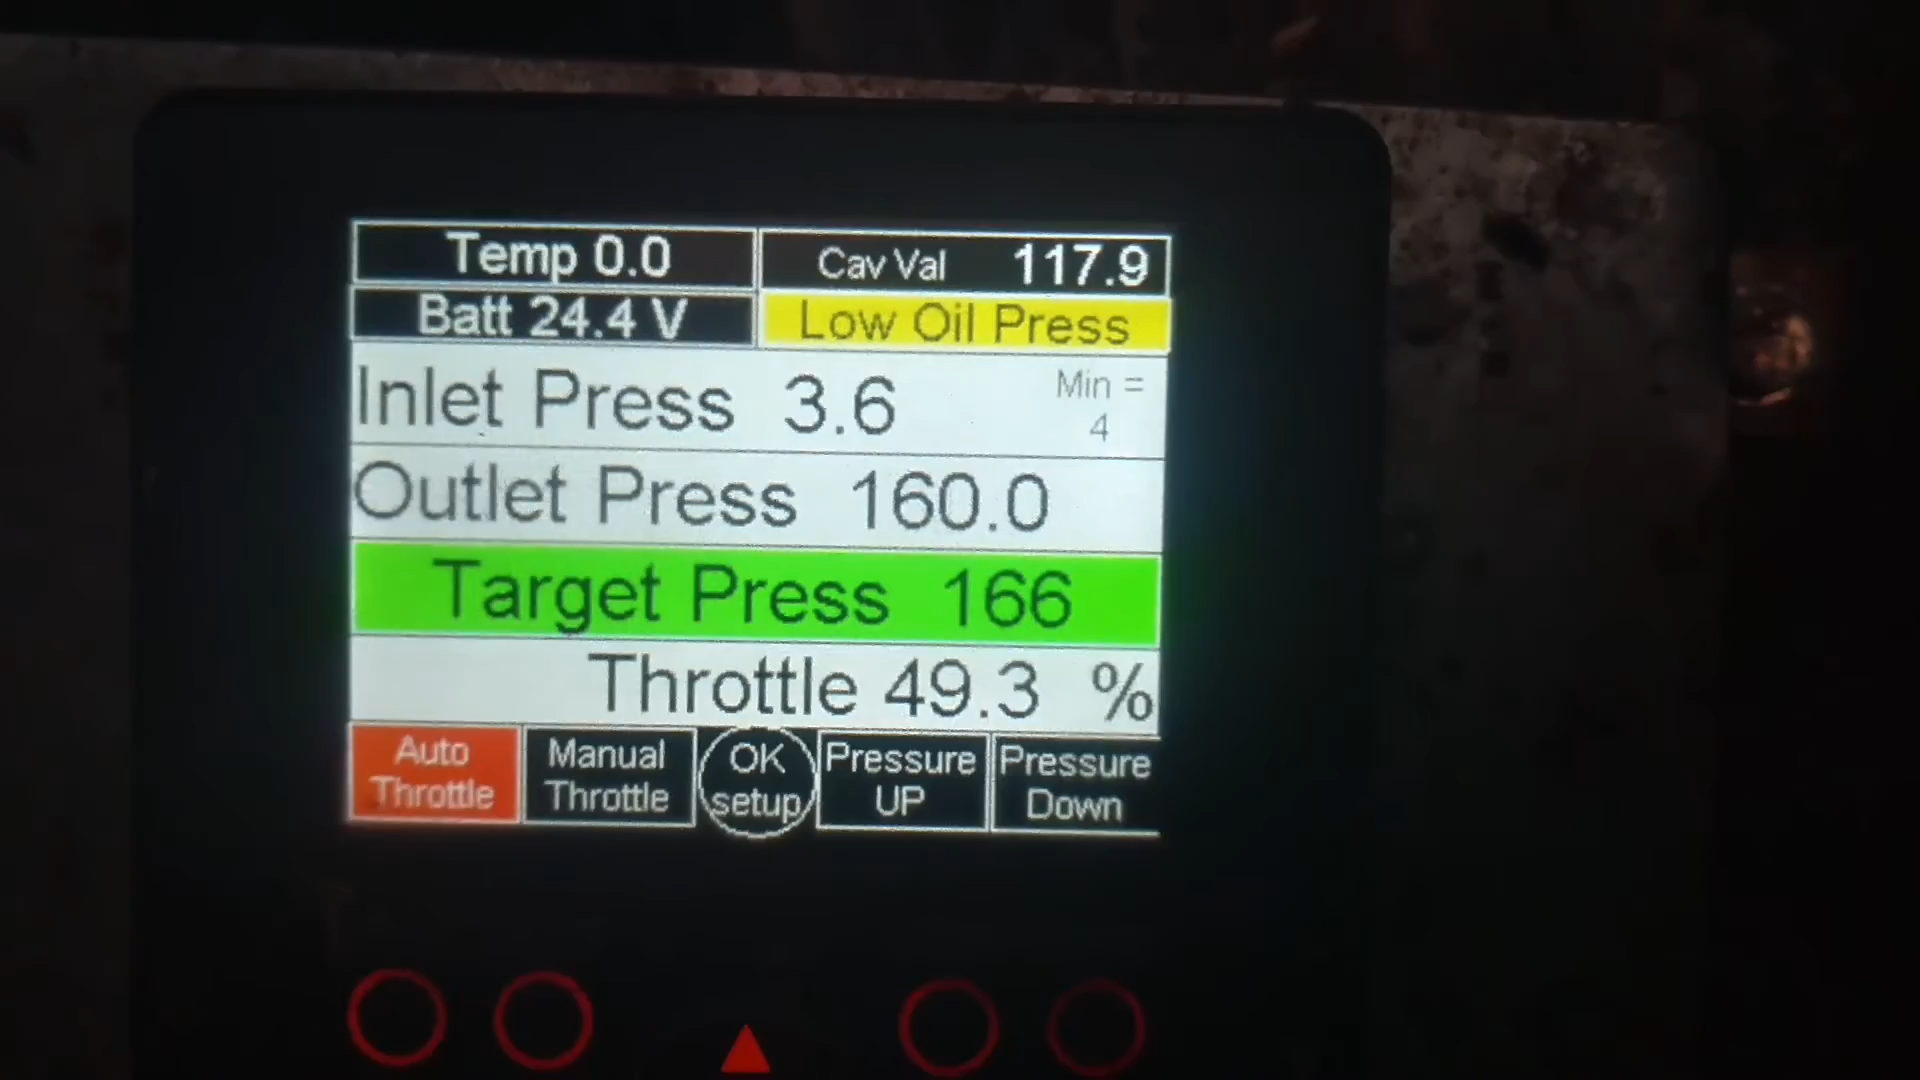 Temp 0.0
Cav Val 117.9
Batt 24.4 V
Low Oil Press
Inlet Press 3.6
Min =
4
Outlet Press 160.0
Target Press 166
Throttle 49.3 %
Auto
Throttle
Manual
Throttle
OK
setup
Pressure
UP
Pressure
Down